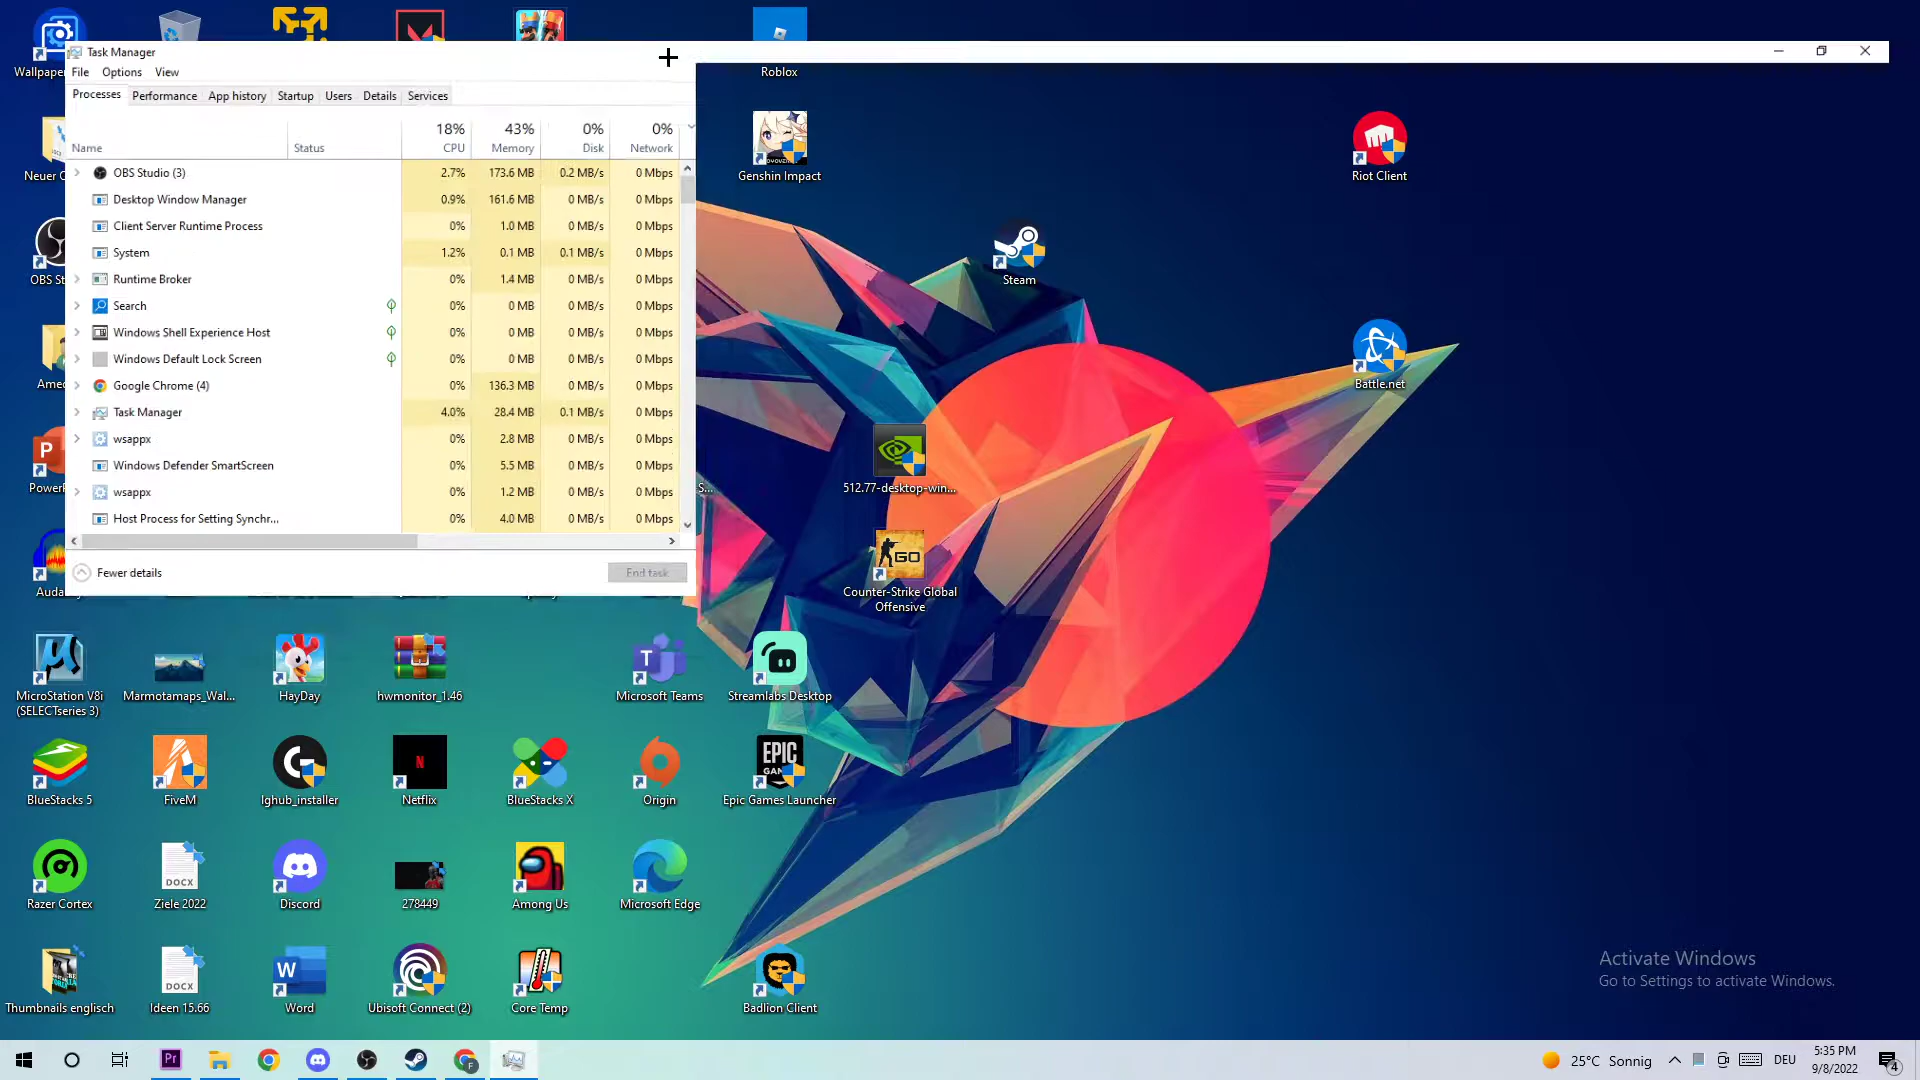 Task Manager
File Options View
Processes Performance App history Startup Users Details Services
18% 43% 0% 0%
Name Status CPU Memory Disk Network
OBS Studio (3) 2.7% 173.6 MB 0.2 MB/s 0 Mbps
Desktop Window Manager 0.9% 161.6 MB 0 MB/s 0 Mbps
Client Server Runtime Process 0% 1.0 MB 0 MB/s 0 Mbps
System 1.2% 0.1 MB 0.1 MB/s 0 Mbps
Runtime Broker 0% 1.4 MB 0 MB/s 0 Mbps
Search 0% 0 MB 0 MB/s 0 Mbps
Windows Shell Experience Host 0% 0 MB 0 MB/s 0 Mbps
Windows Default Lock Screen 0% 0 MB 0 MB/s 0 Mbps
Google Chrome (4) 0% 136.3 MB 0 MB/s 0 Mbps
Task Manager 4.0% 28.4 MB 0.1 MB/s 0 Mbps
wsappx 0% 2.8 MB 0 MB/s 0 Mbps
Windows Defender SmartScreen 0% 5.5 MB 0 MB/s 0 Mbps
wsappx 0% 1.2 MB 0 MB/s 0 Mbps
Host Process for Setting Synchr... 0% 4.0 MB 0 MB/s 0 Mbps
Fewer details End task
Roblox
Genshin Impact
Riot Client
Steam
Battle.net
S...
512.77-desktop-win...
GO
Counter-Strike Global
Offensive
MicroStation V8i
(SELECTseries 3)
Marmotamaps_Wal...
HayDay
hwmonitor_1.46
T
Microsoft Teams
Streamlabs Desktop
BlueStacks 5
FiveM
lghub_installer
N
Netflix
BlueStacks X
Origin
EPIC
Epic Games Launcher
Razer Cortex
DOCX
Ziele 2022
Discord
278449
Among Us
Microsoft Edge
Thumbnails englisch
DOCX
Ideen 15.66
W
Word
Ubisoft Connect (2)
Core Temp
Badlion Client
Activate Windows
Go to Settings to activate Windows.
Pr
F
25°C Sonnig
DEU
5:35 PM
9/8/2022
4